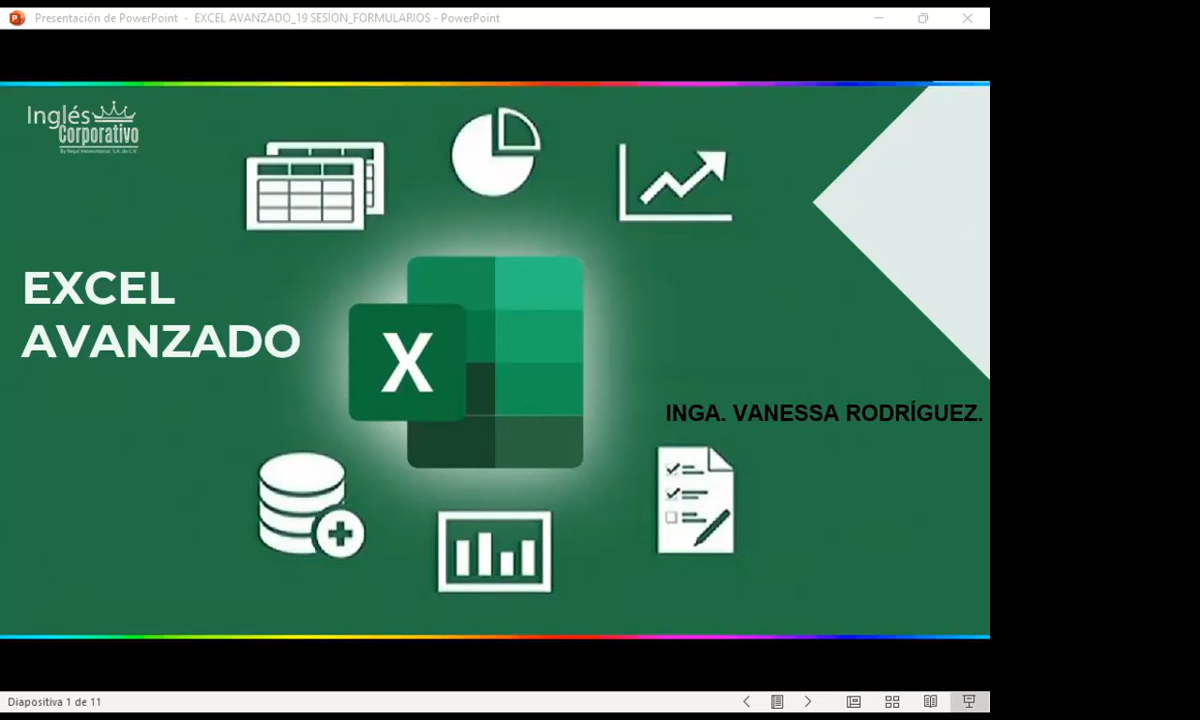 Presentación de PowerPoint - EXCEL AVANZADO_19 SESION_FORMULARIOS - PowerPoint
Inglés
Corporativo
EXCEL
AVANZADO
X
INGA. VANESSA RODRÍGUEZ.
Diapositiva 1 de 11